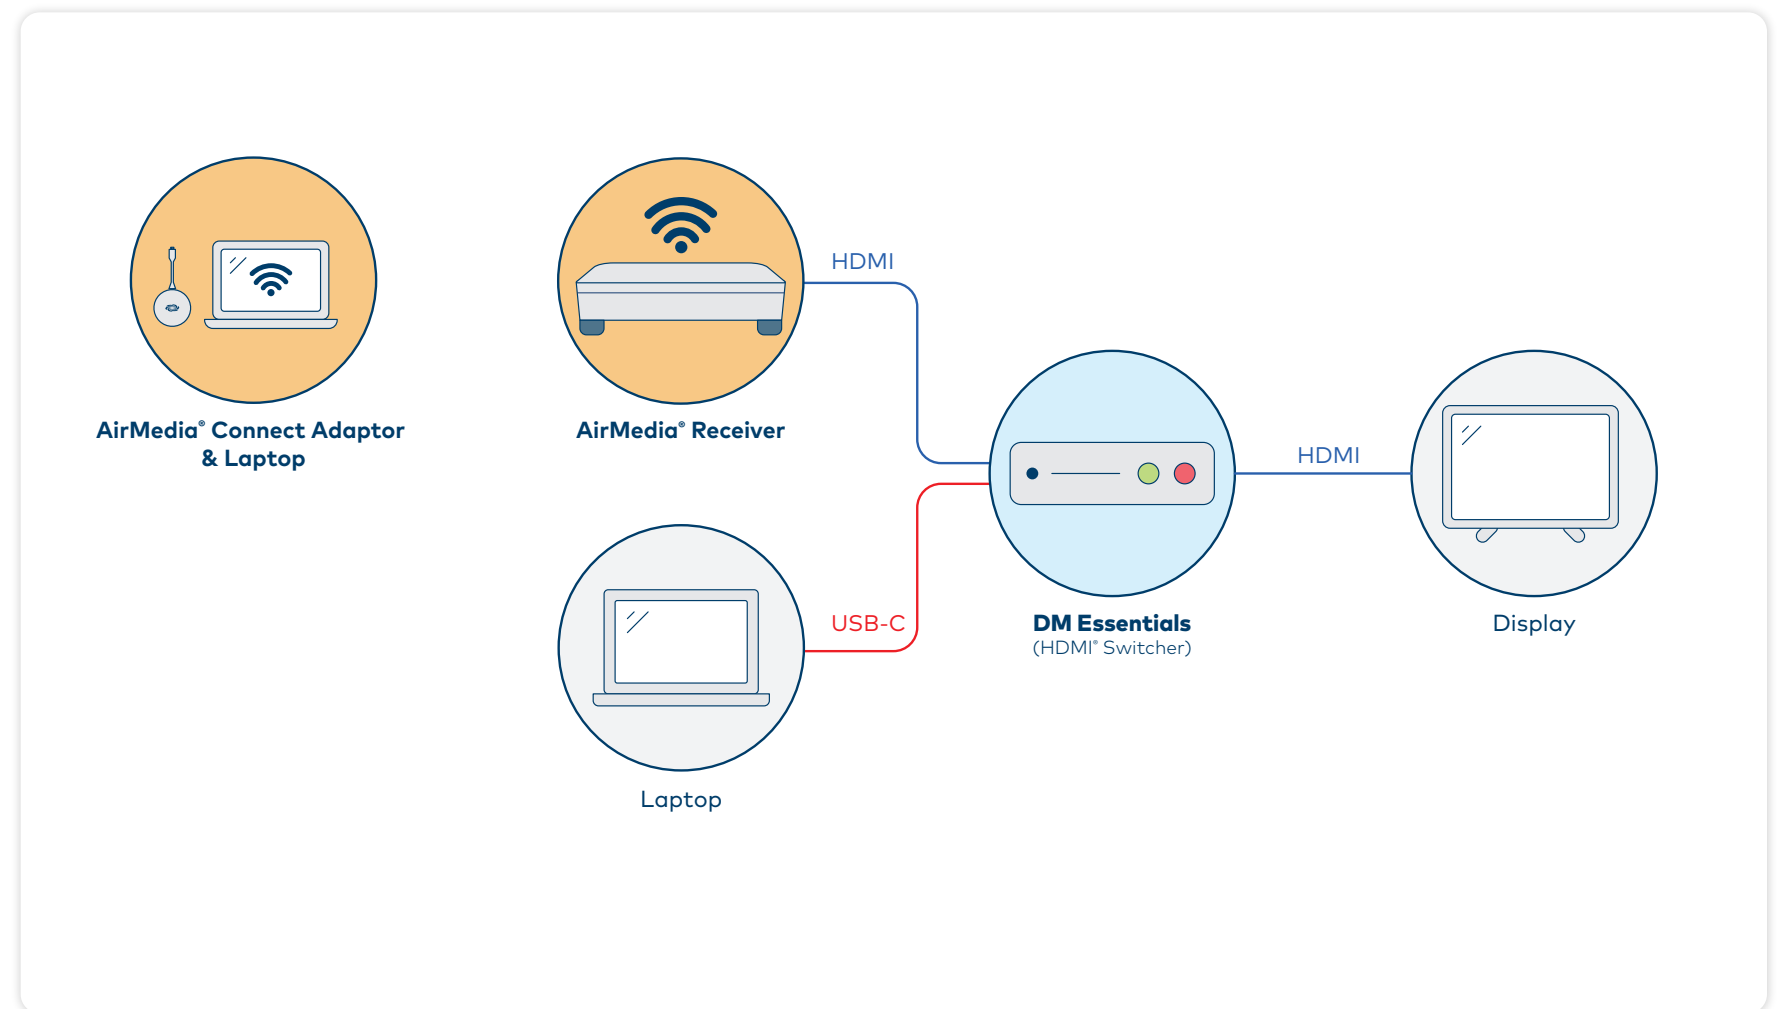 HDMI
AirMedia® Connect Adaptor
& Laptop
AirMedia® Receiver
HDMI
USB-C
DM Essentials
(HDMI® Switcher)
Display
Laptop